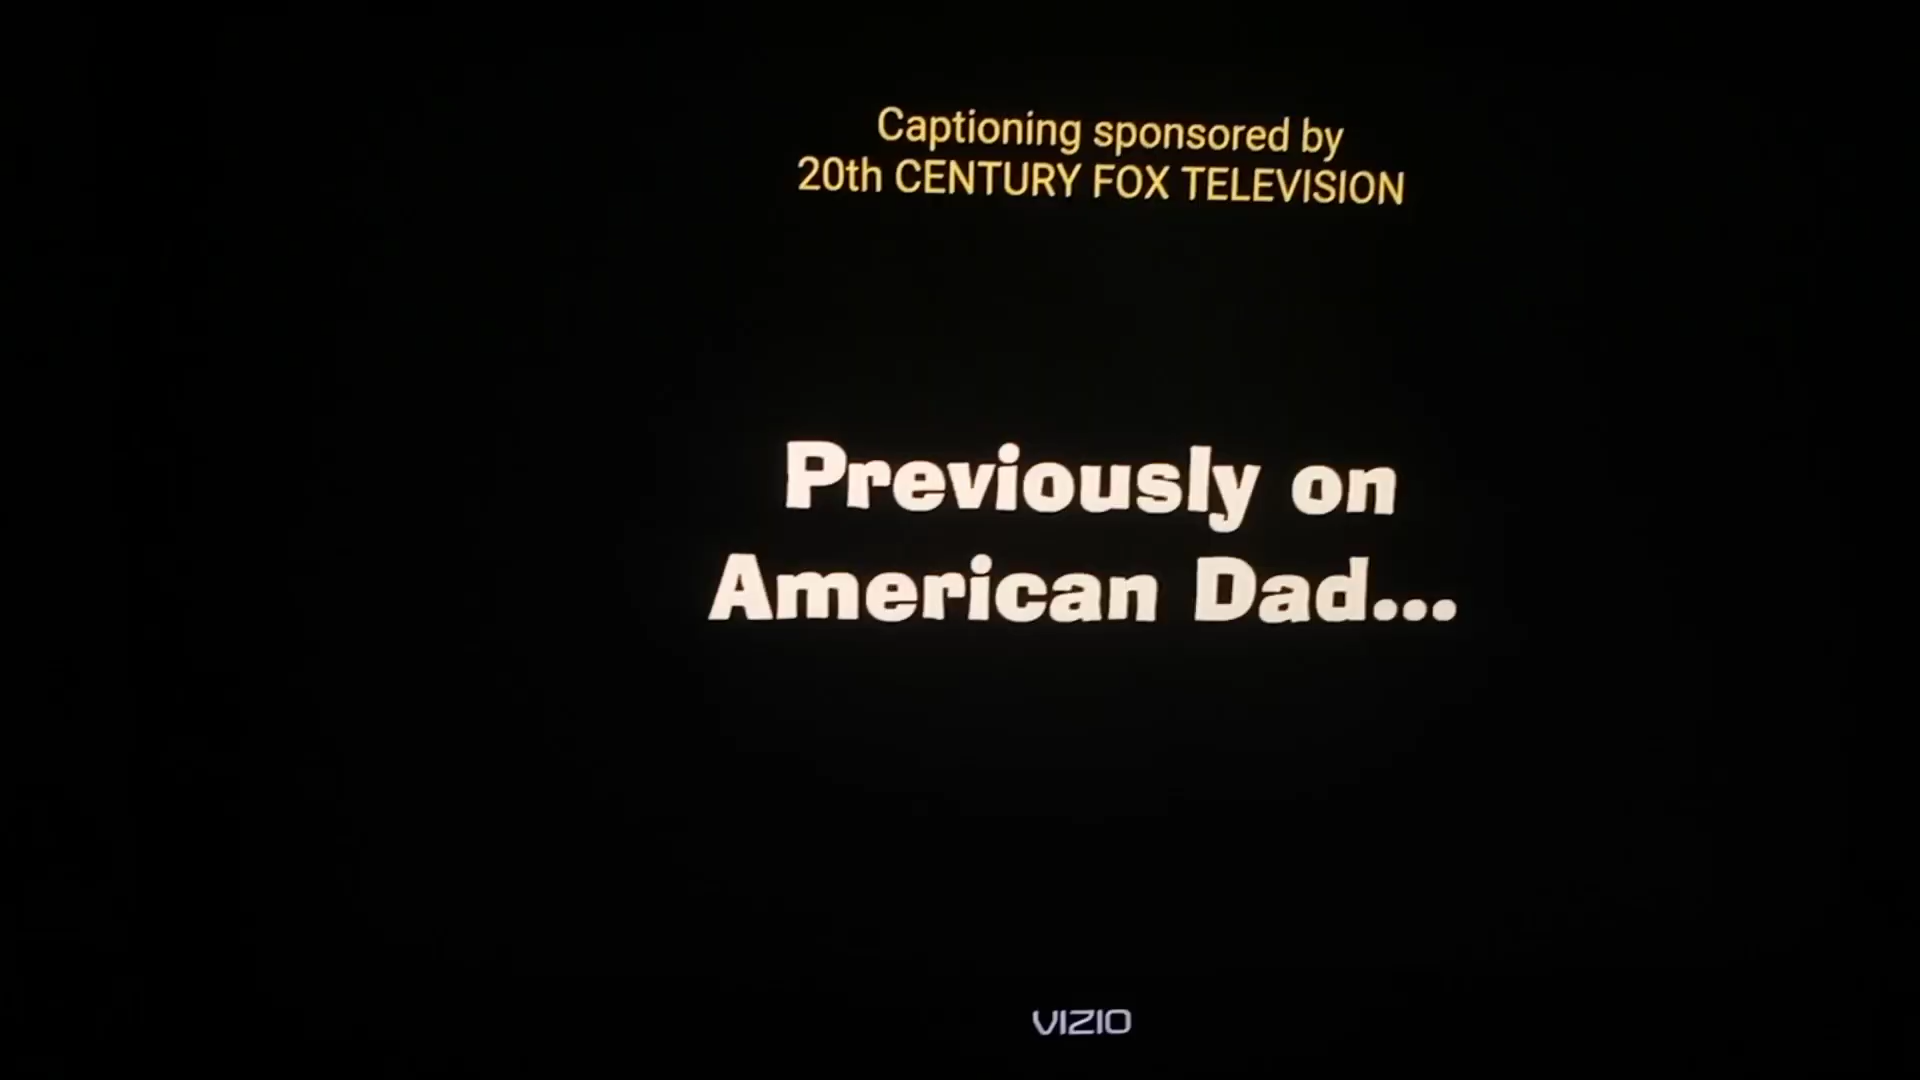 Captioning sponsored by
20th CENTURY FOX TELEVISION
Previously on
American Dad...
VIZIO